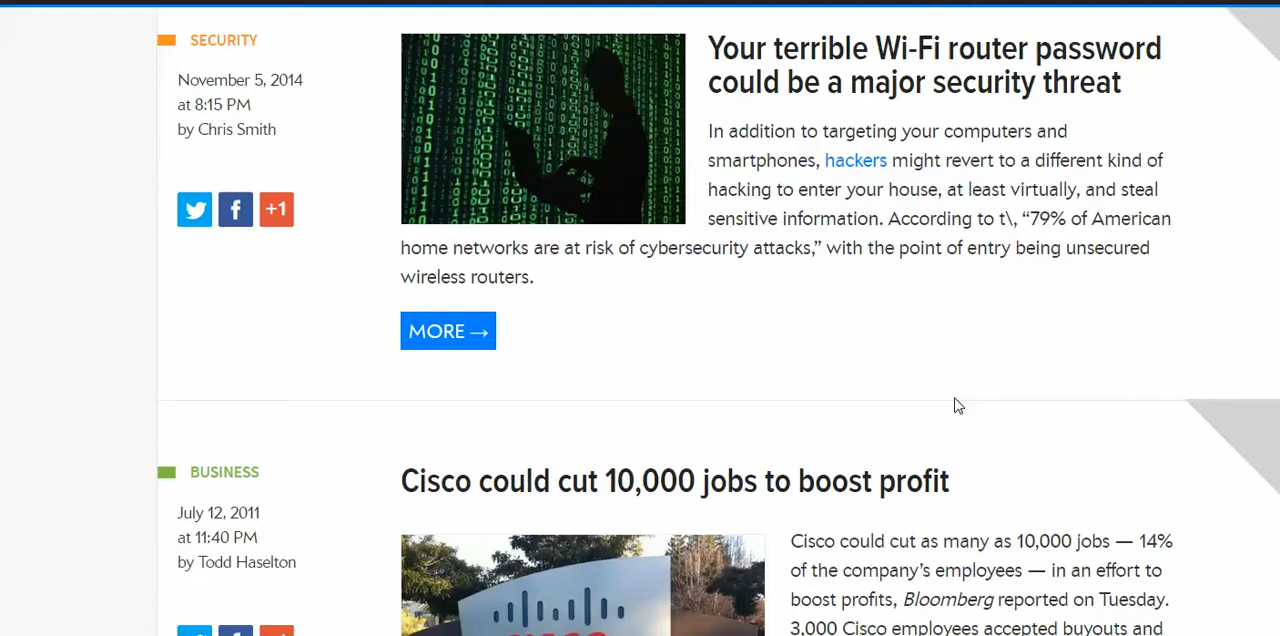 SECURITY
November 5, 2014
at 8:15 PM
by Chris Smith
+1
Your terrible Wi-Fi router password
could be a major security threat
In addition to targeting your computers and
smartphones, hackers might revert to a different kind of
hacking to enter your house, at least virtually, and steal
sensitive information. According to t\, “79% of American
home networks are at risk of cybersecurity attacks,” with the point of entry being unsecured
wireless routers.
MORE →
BUSINESS
July 12, 2011
at 11:40 PM
by Todd Haselton
Cisco could cut 10,000 jobs to boost profit
Cisco could cut as many as 10,000 jobs — 14%
of the company’s employees — in an effort to
boost profits, Bloomberg reported on Tuesday.
3,000 Cisco employees accepted buyouts and